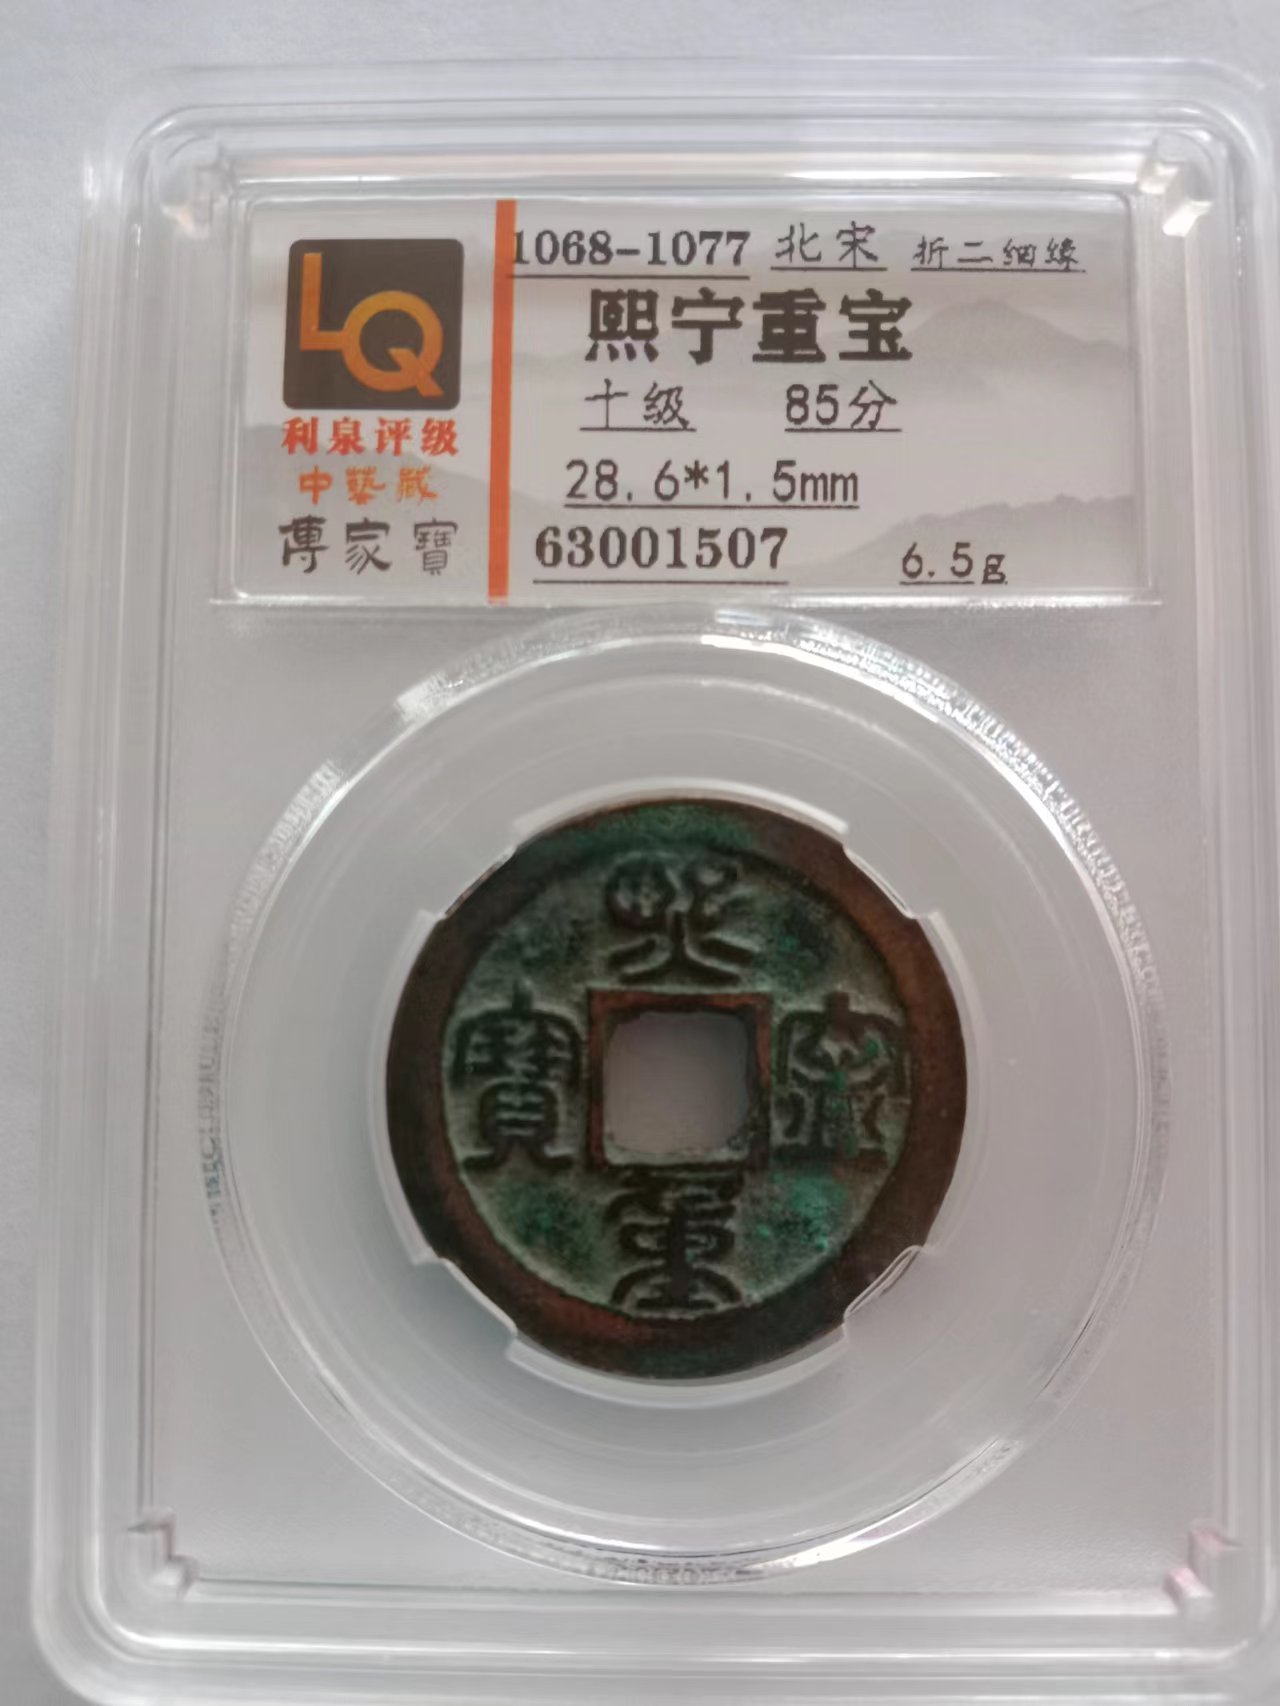 LQ
利泉评级
中藝藏
傳家寶
1068-1077 北宋 折二细缘
熙宁重宝
十级 85分
28.6*1.5mm
63001507 6.5g
熙
寶 寧
重